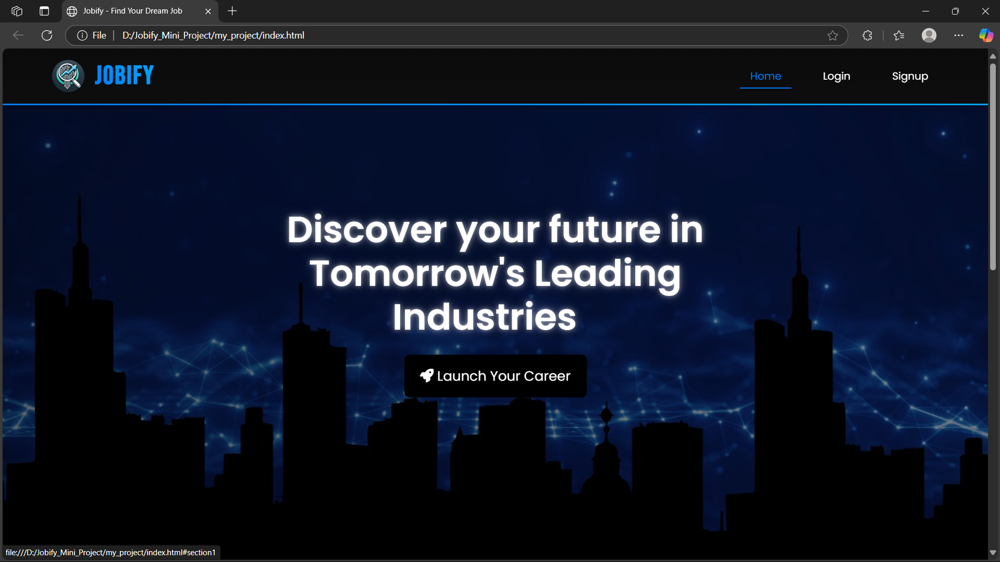 Jobify - Find Your Dream Job
File
D:/Jobify_Mini_Project/my_project/index.html
JOBIFY
Home
Login
Signup
Discover your future in
Tomorrow's Leading
Industries
Launch Your Career
file:///D:/Jobify_Mini_Project/my_project/index.html#section1